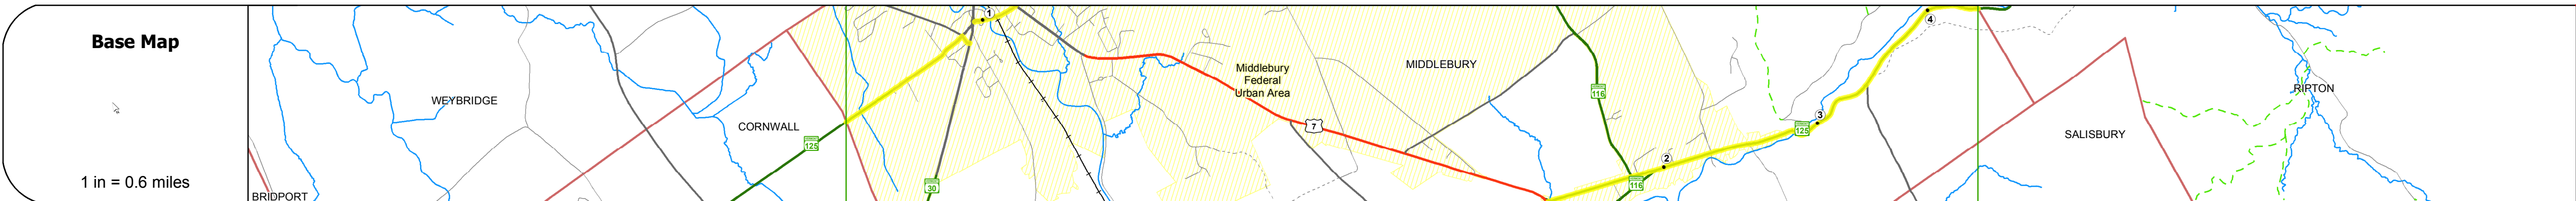 Base Map
1 in = 0.6 miles
BRIDPORT
WEYBRIDGE
CORNWALL
125
30
1
Middlebury
Federal
Urban Area
7
MIDDLEBURY
116
116
2
125
3
4
SALISBURY
RIPTON